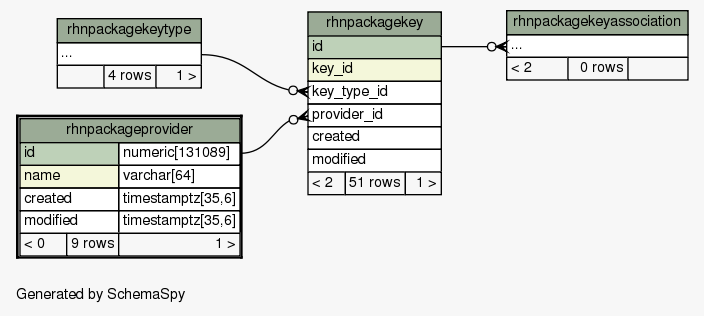 rhnpackagekeytype
...
4 rows 1 >
rhnpackagekey
id
key_id
key_type_id
provider_id
created
modified
< 2 51 rows 1 >
rhnpackagekeyassociation
...
< 2 0 rows
rhnpackageprovider
id numeric[131089]
name varchar[64]
created timestamptz[35,6]
modified timestamptz[35,6]
< 0 9 rows 1 >
Generated by SchemaSpy